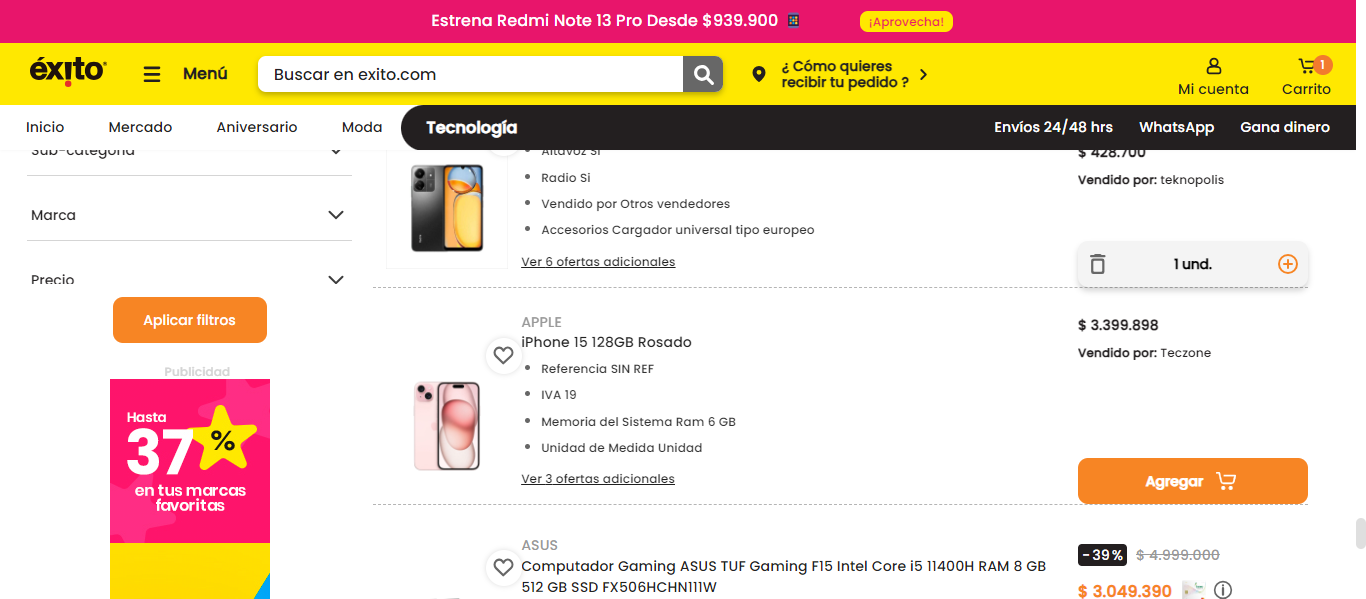 Estrena Redmi Note 13 Pro Desde $939.900
¡Aprovecha!
éxito
Menú
Buscar en exito.com
¿ Cómo quieres
recibir tu pedido ?
Mi cuenta
1
Carrito
Inicio
Mercado
Aniversario
Moda
Tecnología
Envíos 24/48 hrs
WhatsApp
Gana dinero
Sub-categoría
Marca
Precio
Aplicar filtros
Publicidad
Hasta
37%
en tus marcas
favoritas
Altavoz Si
Radio Si
Vendido por Otros vendedores
Accesorios Cargador universal tipo europeo
Ver 6 ofertas adicionales
$ 428.700
Vendido por: teknopolis
1 und.
APPLE
iPhone 15 128GB Rosado
Referencia SIN REF
IVA 19
Memoria del Sistema Ram 6 GB
Unidad de Medida Unidad
Ver 3 ofertas adicionales
$ 3.399.898
Vendido por: Teczone
Agregar
ASUS
Computador Gaming ASUS TUF Gaming F15 Intel Core i5 11400H RAM 8 GB
512 GB SSD FX506HCHN111W
-39% $ 4.999.000
$ 3.049.390